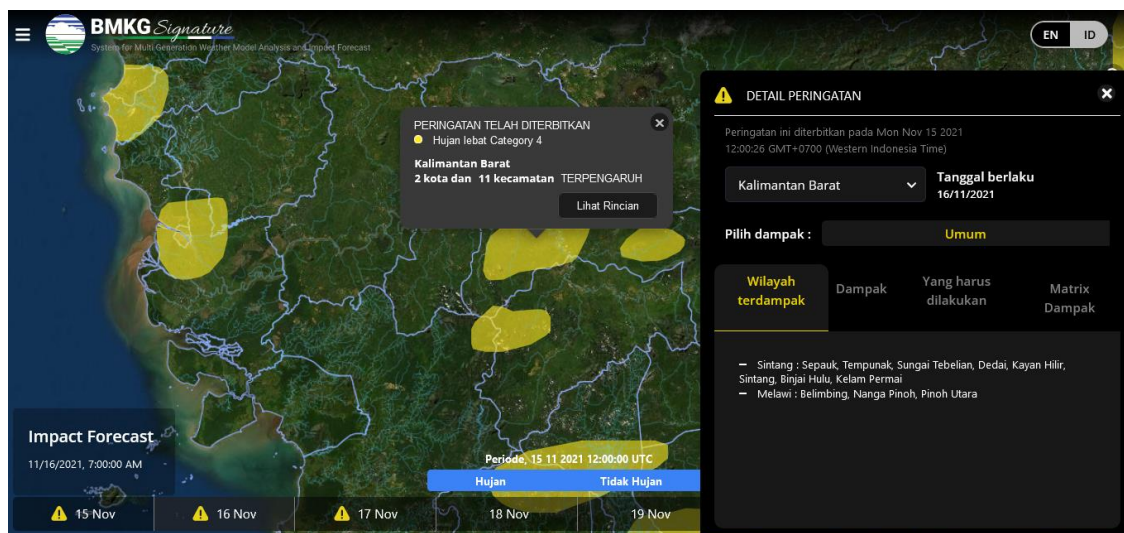 BMKG Signature
System for Multi Generation Weather Model Analysis and Impact Forecast
EN ID
PERINGATAN TELAH DITERBITKAN
Hujan lebat Category 4
Kalimantan Barat
2 kota dan 11 kecamatan TERPENGARUH
Lihat Rincian
DETAIL PERINGATAN
Peringatan ini diterbitkan pada Mon Nov 15 2021
12:00:26 GMT+0700 (Western Indonesia Time)
Kalimantan Barat
Tanggal berlaku
16/11/2021
Pilih dampak :
Umum
Wilayah
terdampak
Dampak
Yang harus
dilakukan
Matrix
Dampak
– Sintang : Sepauk, Tempunak, Sungai Tebelian, Dedai, Kayan Hilir,
Sintang, Binjai Hulu, Kelam Permai
– Melawi : Belimbing, Nanga Pinoh, Pinoh Utara
Impact Forecast
11/16/2021, 7:00:00 AM
Periode, 15 11 2021 12:00:00 UTC
Hujan
Tidak Hujan
15 Nov
16 Nov
17 Nov
18 Nov
19 Nov